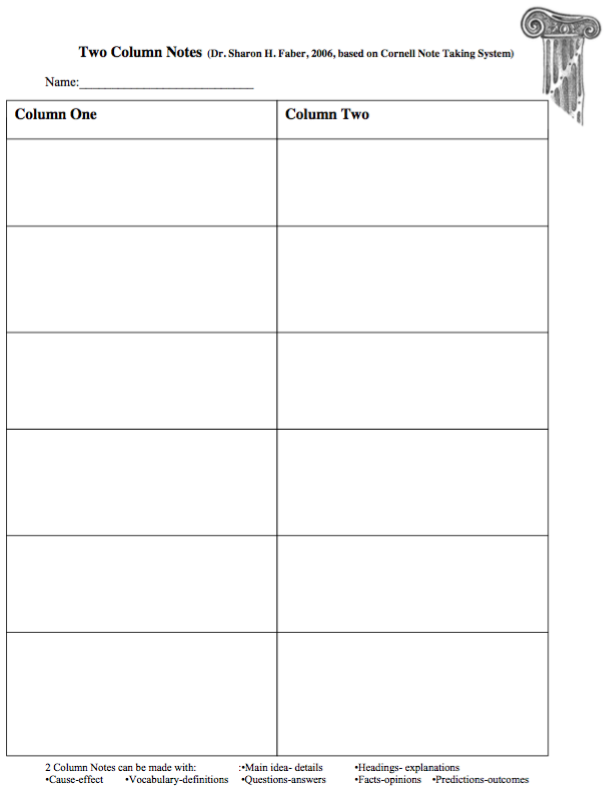 Two Column Notes (Dr. Sharon H. Faber, 2006, based on Cornell Note Taking System)
Name:___________________________
Column One Column Two
2 Column Notes can be made with: :•Main idea- details •Headings- explanations
•Cause-effect •Vocabulary-definitions •Questions-answers •Facts-opinions •Predictions-outcomes